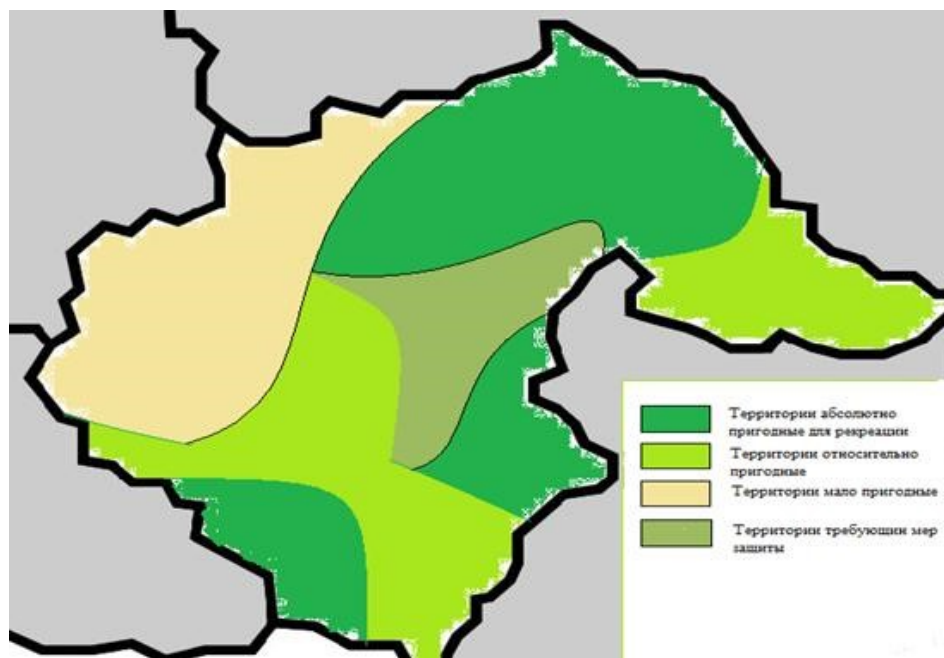 Территории абсолютно
пригодные для рекреации
Территории относительно
пригодные
Территории мало пригодные
Территории требующии мер
защиты